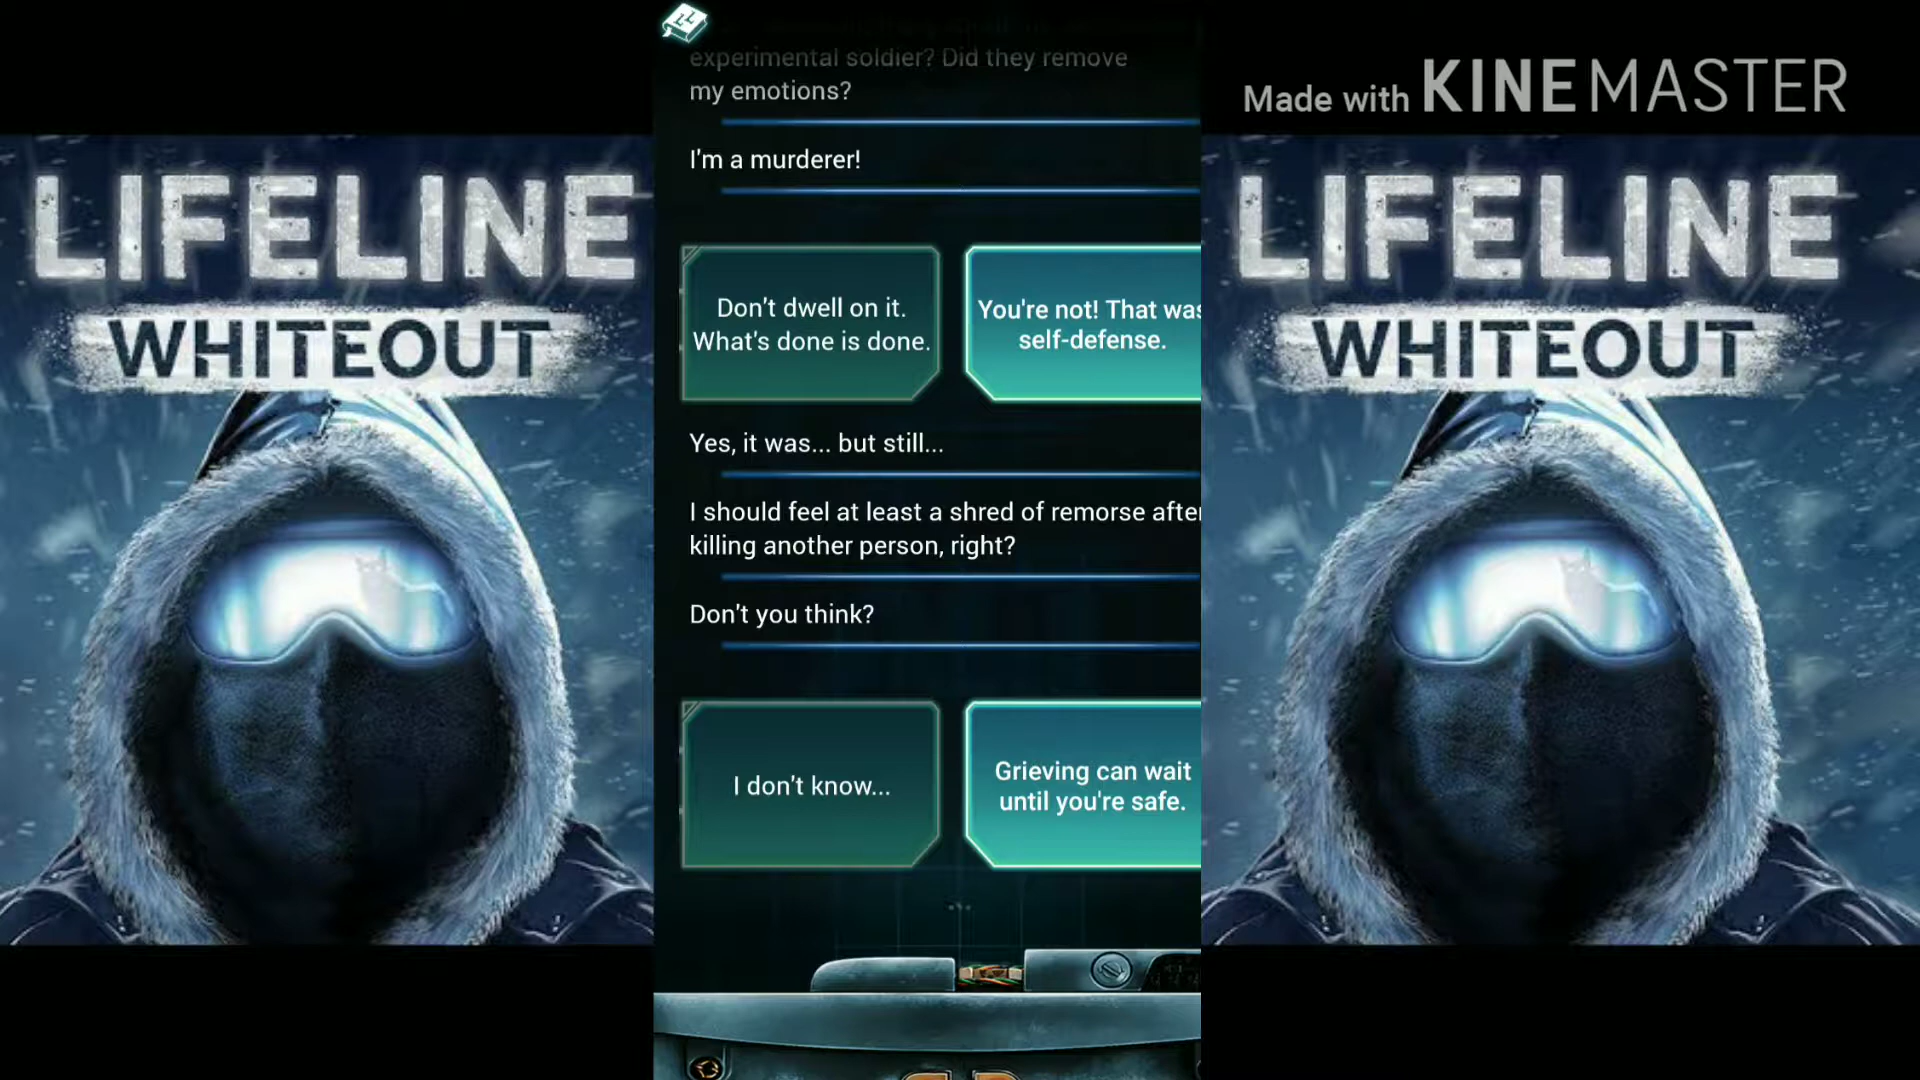 LIFELINE
WHITEOUT
experimental soldier? Did they remove
my emotions?
I'm a murderer!
Don't dwell on it.
What's done is done.
You're not! That was
self-defense.
Yes, it was... but still...
I should feel at least a shred of remorse after
killing another person, right?
Don't you think?
I don't know...
Grieving can wait
until you're safe.
Made with KINEMASTER
LIFELINE
WHITEOUT